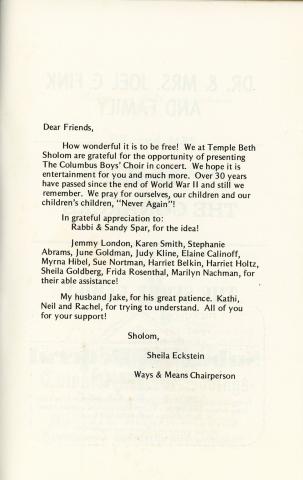 DR. & MRS. JOEL G. FINK
AND FAMILY
Dear Friends,
How wonderful it is to be free! We at Temple Beth
Sholom are grateful for the opportunity of presenting
The Columbus Boys' Choir in concert. We hope it is
entertainment for you and much more. Over 30 years
have passed since the end of World War II and still we
remember. We pray for ourselves, our children and our
children's children, "Never Again"!
In grateful appreciation to:
Rabbi & Sandy Spar, for the idea!
Jemmy London, Karen Smith, Stephanie
Abrams, June Goldman, Judy Kline, Elaine Calinoff,
Myrna Hibel, Sue Nortman, Harriet Belkin, Harriet Holtz,
Sheila Goldberg, Frida Rosenthal, Marilyn Nachman, for
their able assistance!
My husband Jake, for his great patience. Kathi,
Neil and Rachel, for trying to understand. All of you
for your support!
Sholom,
Sheila Eckstein
Ways & Means Chairperson